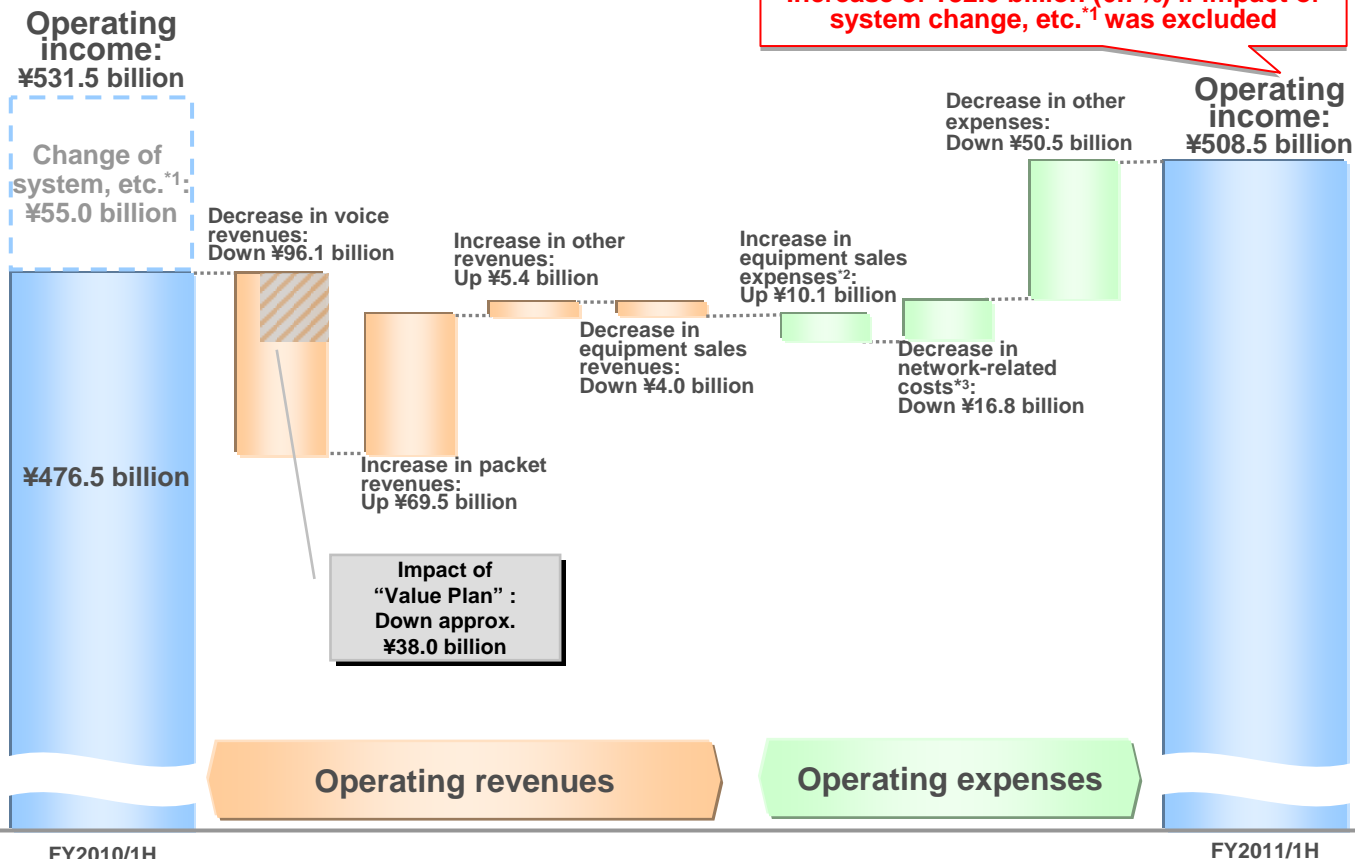 system change, etc.*1 was excluded
Operating
income:
¥531.5 billion
Change of
system, etc.*1:
¥55.0 billion
¥476.5 billion
Decrease in voice
revenues:
Down ¥96.1 billion
Impact of
“Value Plan” :
Down approx.
¥38.0 billion
Increase in packet
revenues:
Up ¥69.5 billion
Increase in other
revenues:
Up ¥5.4 billion
Decrease in
equipment sales
revenues:
Down ¥4.0 billion
Increase in
equipment sales
expenses*2:
Up ¥10.1 billion
Decrease in
network-related
costs*3:
Down ¥16.8 billion
Decrease in other
expenses:
Down ¥50.5 billion
Operating
income:
¥508.5 billion
Operating revenues
Operating expenses
FY2010/1H
FY2011/1H